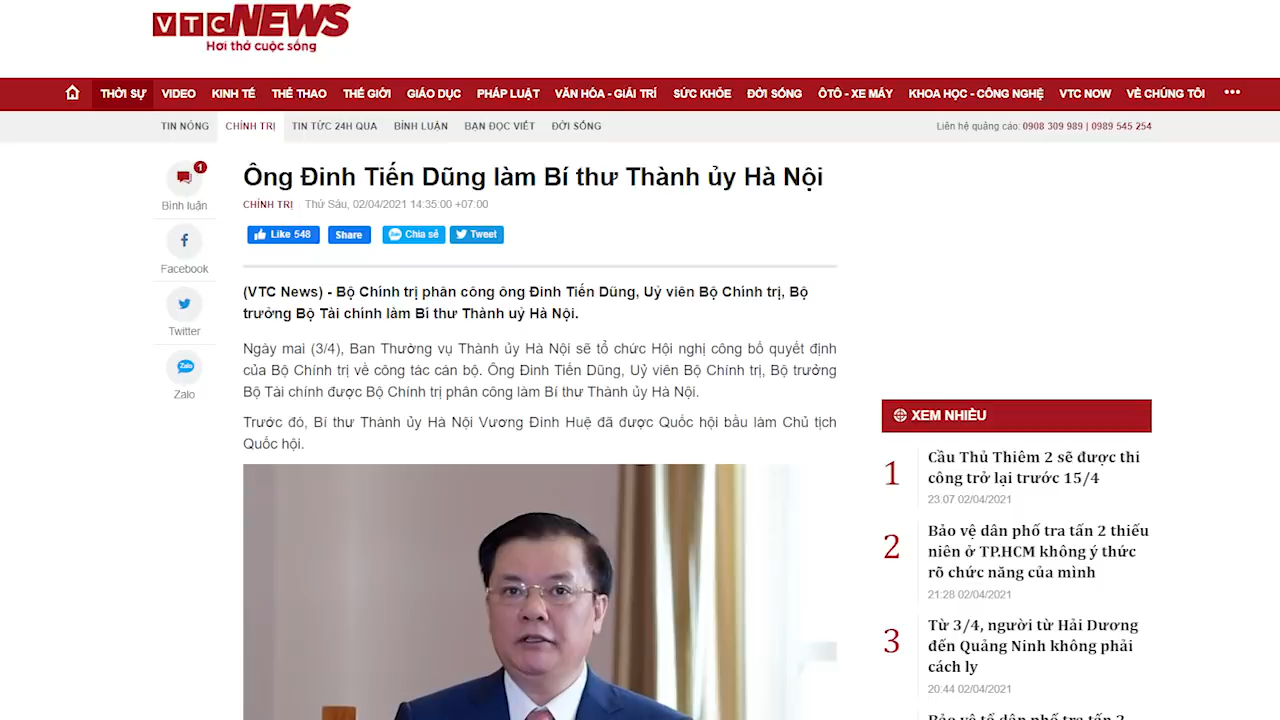 VTC NEWS
Hơi thở cuộc sống
THỜI SỰ VIDEO KINH TẾ THỂ THAO THẾ GIỚI GIÁO DỤC PHÁP LUẬT VĂN HÓA - GIẢI TRÍ SỨC KHỎE ĐỜI SỐNG ÔTÔ - XE MÁY KHOA HỌC - CÔNG NGHỆ VTC NOW VỀ CHÚNG TÔI •••
TIN NÓNG CHÍNH TRỊ TIN TỨC 24H QUA BÌNH LUẬN BẠN ĐỌC VIẾT ĐỜI SỐNG Liên hệ quảng cáo: 0908 309 989 | 0989 545 254
1
Bình luận
Facebook
Twitter
Zalo
Zalo
Ông Đinh Tiến Dũng làm Bí thư Thành ủy Hà Nội
CHÍNH TRỊ Thứ Sáu, 02/04/2021 14:35:00 +07:00
Like 548 Share Zalo Chia sẻ Tweet
(VTC News) - Bộ Chính trị phân công ông Đinh Tiến Dũng, Uỷ viên Bộ Chính trị, Bộ
trưởng Bộ Tài chính làm Bí thư Thành uỷ Hà Nội.
Ngày mai (3/4), Ban Thường vụ Thành ủy Hà Nội sẽ tổ chức Hội nghị công bố quyết định
của Bộ Chính trị về công tác cán bộ. Ông Đinh Tiến Dũng, Uỷ viên Bộ Chính trị, Bộ trưởng
Bộ Tài chính được Bộ Chính trị phân công làm Bí thư Thành ủy Hà Nội.
Trước đó, Bí thư Thành ủy Hà Nội Vương Đình Huệ đã được Quốc hội bầu làm Chủ tịch
Quốc hội.
XEM NHIỀU
1
Cầu Thủ Thiêm 2 sẽ được thi
công trở lại trước 15/4
23:07 02/04/2021
2
Bảo vệ dân phố tra tấn 2 thiếu
niên ở TP.HCM không ý thức
rõ chức năng của mình
21:28 02/04/2021
3
Từ 3/4, người từ Hải Dương
đến Quảng Ninh không phải
cách ly
20:44 02/04/2021
Bảo vệ tổ dân phố tra tấn 2